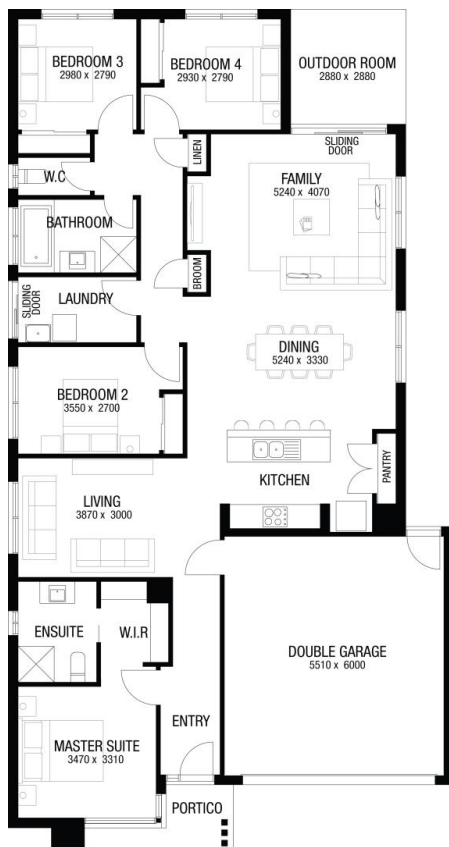 BEDROOM 3
2980 x 2790
BEDROOM 4
2930 x 2790
OUTDOOR ROOM
2880 x 2880
SLIDING
DOOR
LINEN
W.C
FAMILY
5240 x 4070
BATHROOM
BROOM
SLIDING
DOOR
LAUNDRY
DINING
5240 x 3330
BEDROOM 2
3550 x 2700
KITCHEN
PANTRY
LIVING
3870 x 3000
ENSUITE
W.I.R
DOUBLE GARAGE
5510 x 6000
ENTRY
MASTER SUITE
3470 x 3310
PORTICO